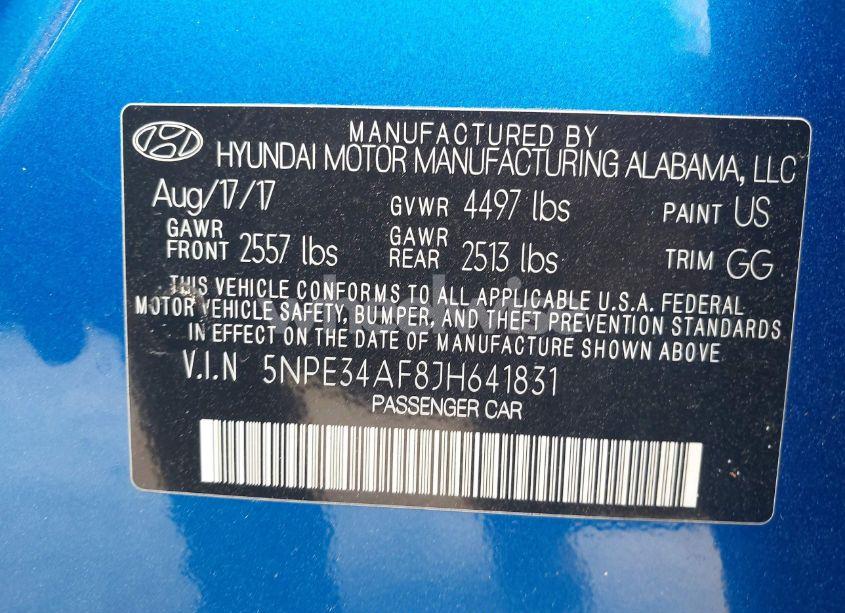 MANUFACTURED BY
HYUNDAI MOTOR MANUFACTURING ALABAMA, LLC
Aug/17/17 GVWR 4497 lbs PAINT US
GAWR FRONT 2557 lbs GAWR REAR 2513 lbs TRIM GG
THIS VEHICLE CONFORMS TO ALL APPLICABLE U.S.A. FEDERAL
MOTOR VEHICLE SAFETY, BUMPER, AND THEFT PREVENTION STANDARDS
IN EFFECT ON THE DATE OF MANUFACTURE SHOWN ABOVE.
V.I.N 5NPE34AF8JH641831
PASSENGER CAR